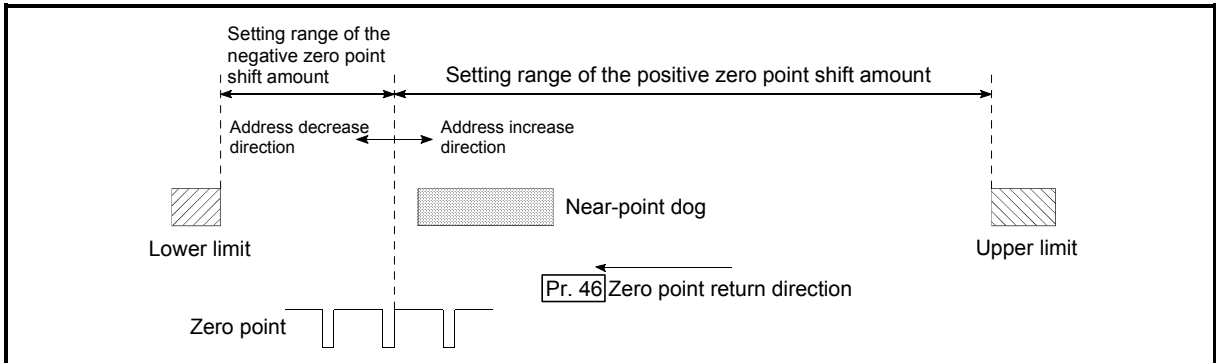 Setting range of the
negative zero point
shift amount
Setting range of the positive zero point shift amount
Address decrease
direction
Address increase
direction
Near-point dog
Lower limit
Upper limit
Pr. 46 Zero point return direction
Zero point